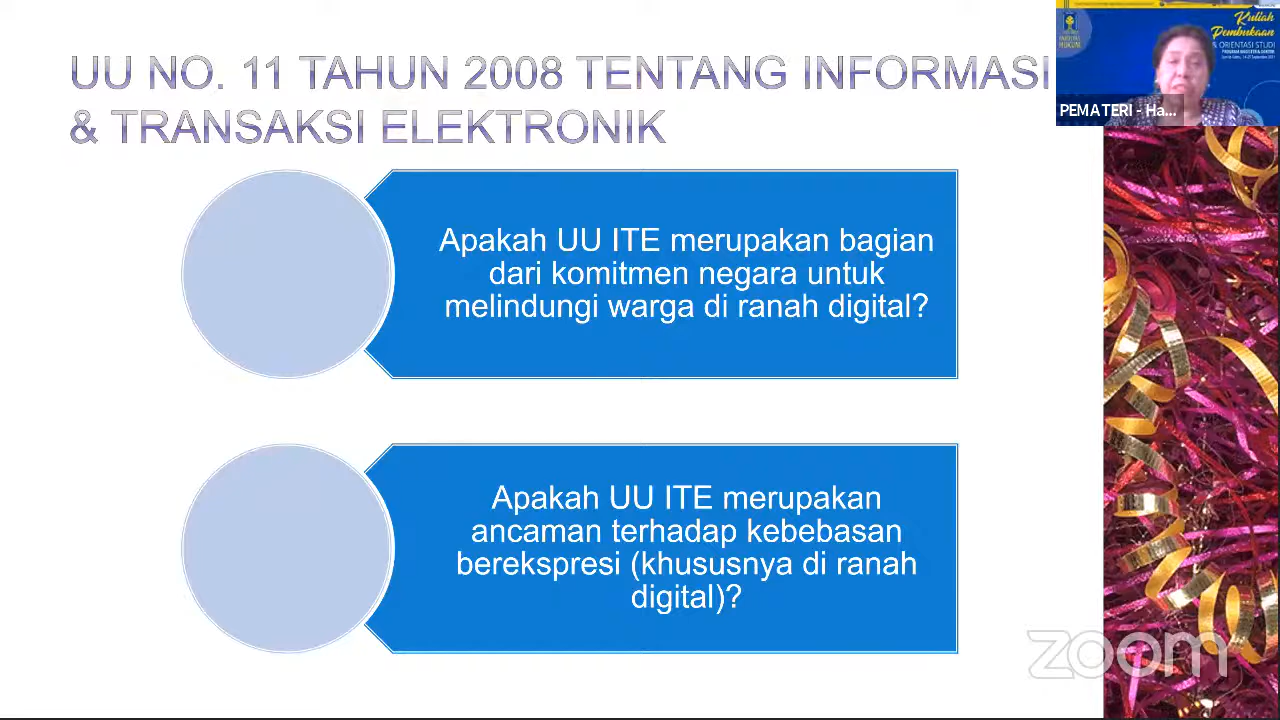 UU NO. 11 TAHUN 2008 TENTANG INFORMASI
& TRANSAKSI ELEKTRONIK
Kuliah
Pembukaan
& ORIENTASI STUDI
PEMATERI - Ha...
Apakah UU ITE merupakan bagian
dari komitmen negara untuk
melindungi warga di ranah digital?
Apakah UU ITE merupakan
ancaman terhadap kebebasan
berekspresi (khususnya di ranah
digital)?
zoom